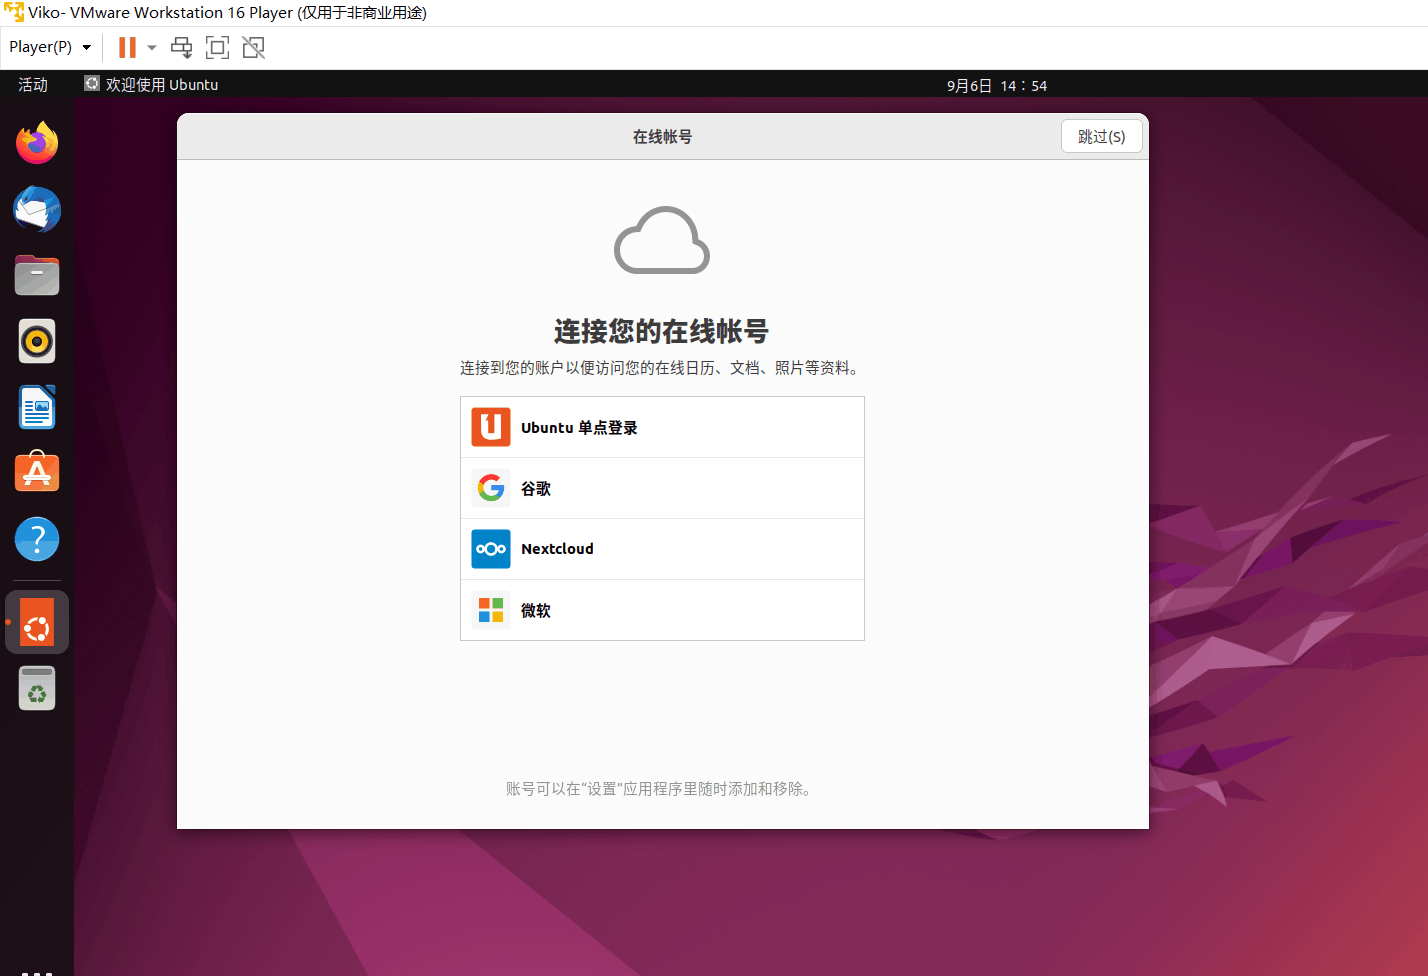 Viko- VMware Workstation 16 Player (仅用于非商业用途)
Player(P)
活动
欢迎使用 Ubuntu
9月6日 14：54
在线帐号
跳过(S)
连接您的在线帐号
连接到您的账户以便访问您的在线日历、文档、照片等资料。
Ubuntu 单点登录
谷歌
Nextcloud
微软
账号可以在“设置”应用程序里随时添加和移除。